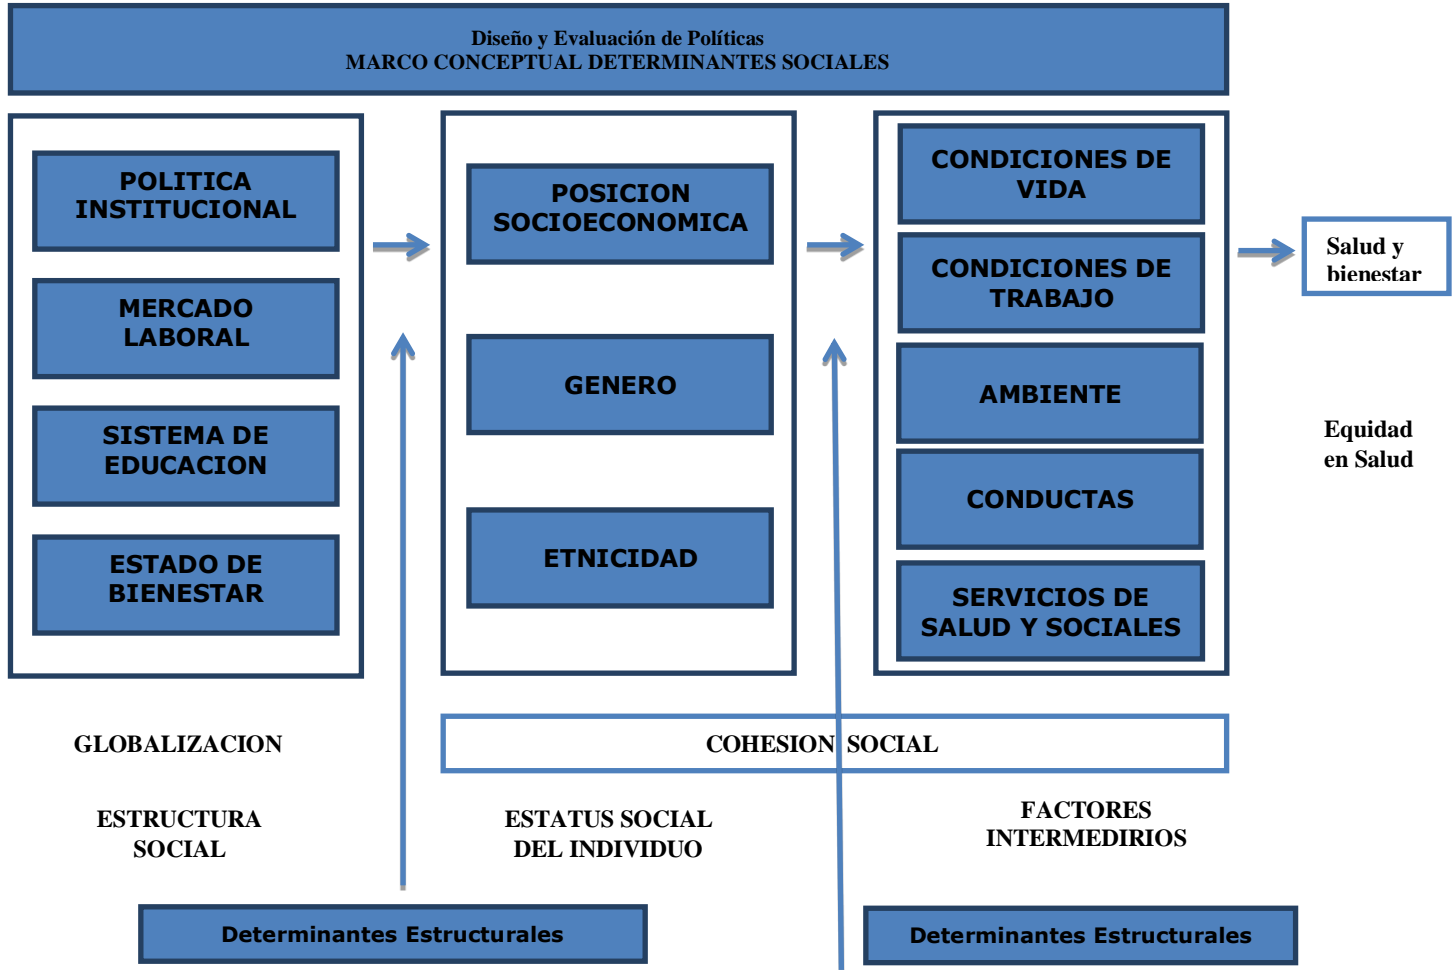 Diseño y Evaluación de Políticas
MARCO CONCEPTUAL DETERMINANTES SOCIALES
POLITICA
INSTITUCIONAL
MERCADO
LABORAL
SISTEMA DE
EDUCACION
ESTADO DE
BIENESTAR
POSICION
SOCIOECONOMICA
GENERO
ETNICIDAD
CONDICIONES DE
VIDA
CONDICIONES DE
TRABAJO
AMBIENTE
CONDUCTAS
SERVICIOS DE
SALUD Y SOCIALES
Salud y
bienestar
Equidad
en Salud
GLOBALIZACION
COHESION SOCIAL
ESTRUCTURA
SOCIAL
ESTATUS SOCIAL
DEL INDIVIDUO
FACTORES
INTERMEDIRIOS
Determinantes Estructurales
Determinantes Estructurales